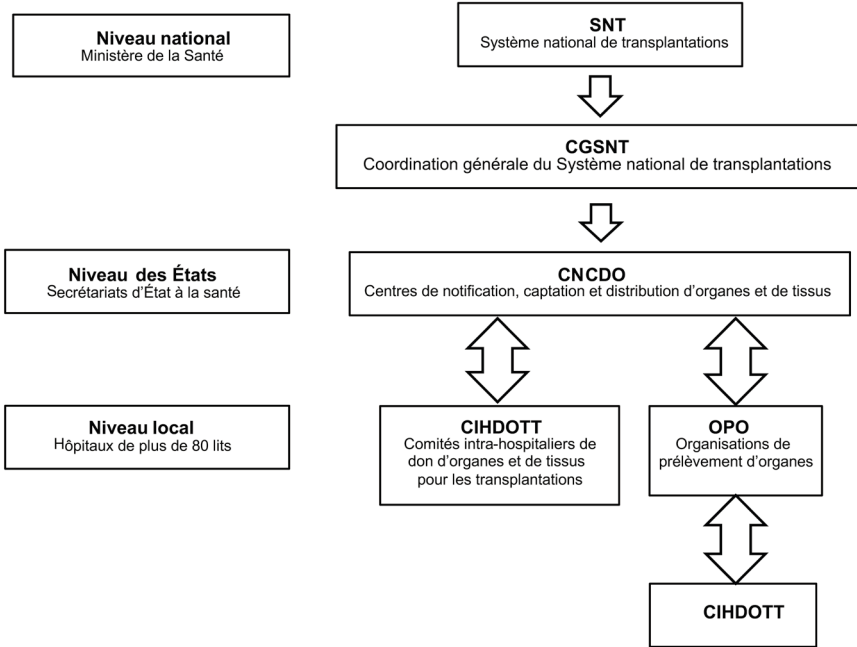 Niveau national
Ministère de la Santé
SNT
Système national de transplantations
CGSNT
Coordination générale du Système national de transplantations
Niveau des États
Secrétariats d'État à la santé
CNCDO
Centres de notification, captation et distribution d'organes et de tissus
Niveau local
Hôpitaux de plus de 80 lits
CIHDOTT
Comités intra-hospitaliers de
don d'organes et de tissus
pour les transplantations
OPO
Organisations de
prélèvement d'organes
CIHDOTT